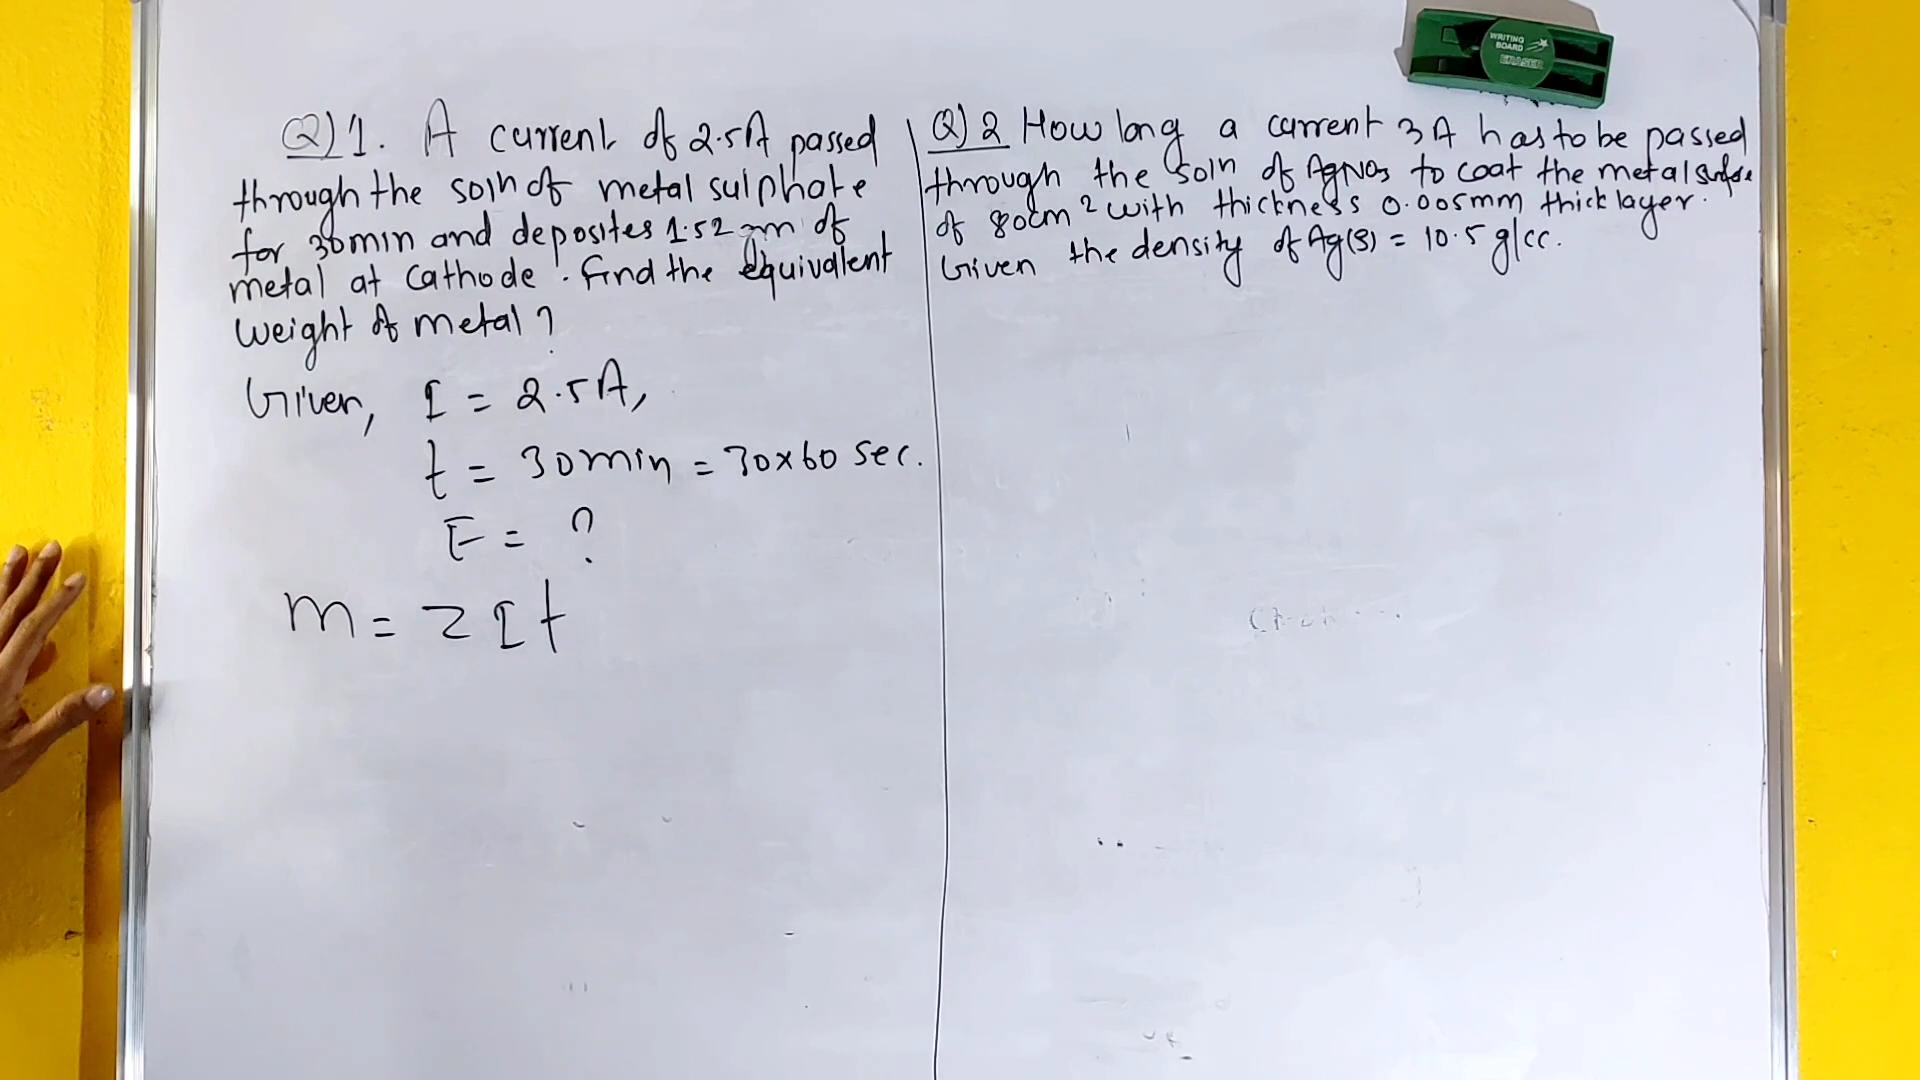 Q)1. A current of 2.5A passed
through the soln of metal sulphate
for 30min and deposites 1.52 gm of
metal at cathode. find the equivalent
weight of metal?
Given, I = 2.5A,
t = 30min = 30x60 sec.
E = ?
m = Z I t
Q)2 How long a current 3A has to be passed
through the soln of AgNO3 to coat the metal surface
of 80cm2 with thickness 0.005mm thick layer.
Given the density of Ag(s) = 10.5 g/cc.
WRITING
BOARD
ERASER